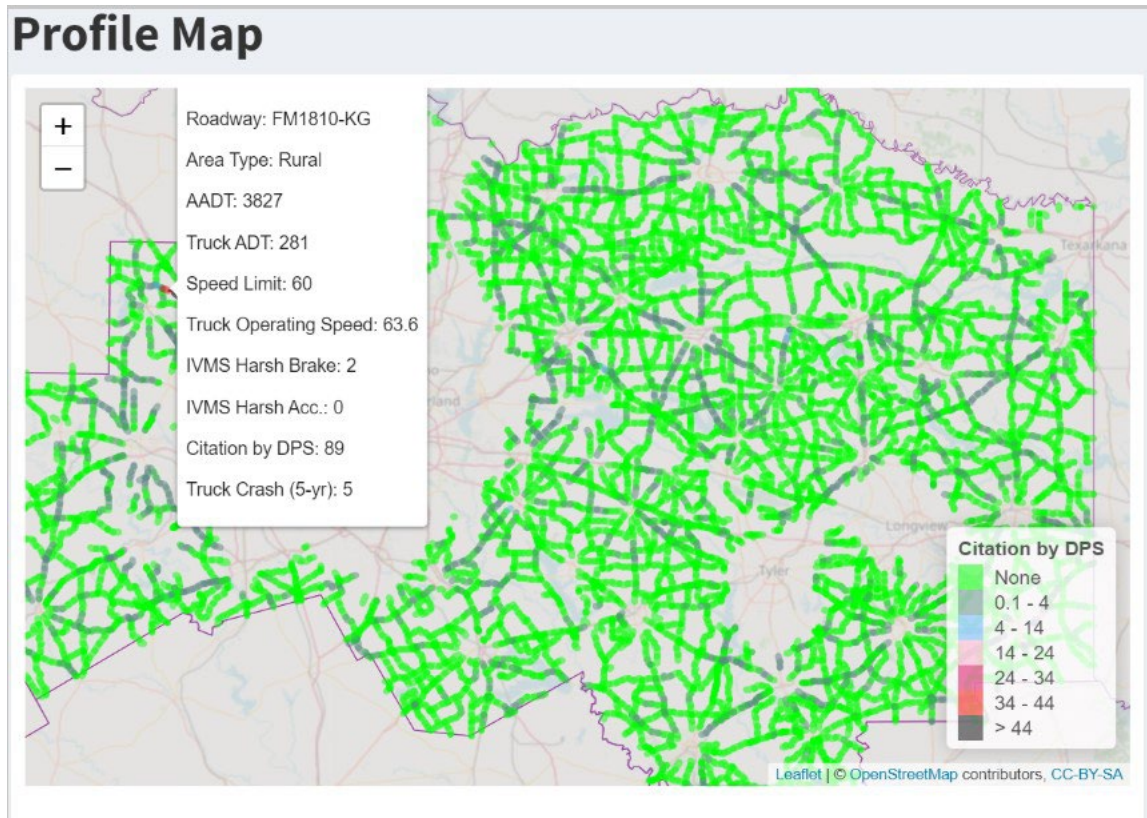 Profile Map
+
−
Roadway: FM1810-KG
Area Type: Rural
AADT: 3827
Truck ADT: 281
Speed Limit: 60
Truck Operating Speed: 63.6
IVMS Harsh Brake: 2
IVMS Harsh Acc.: 0
Citation by DPS: 89
Truck Crash (5-yr): 5
Texarkana
Longview
Tyler
Citation by DPS
None
0.1 - 4
4 - 14
14 - 24
24 - 34
34 - 44
> 44
Leaflet | © OpenStreetMap contributors, CC-BY-SA